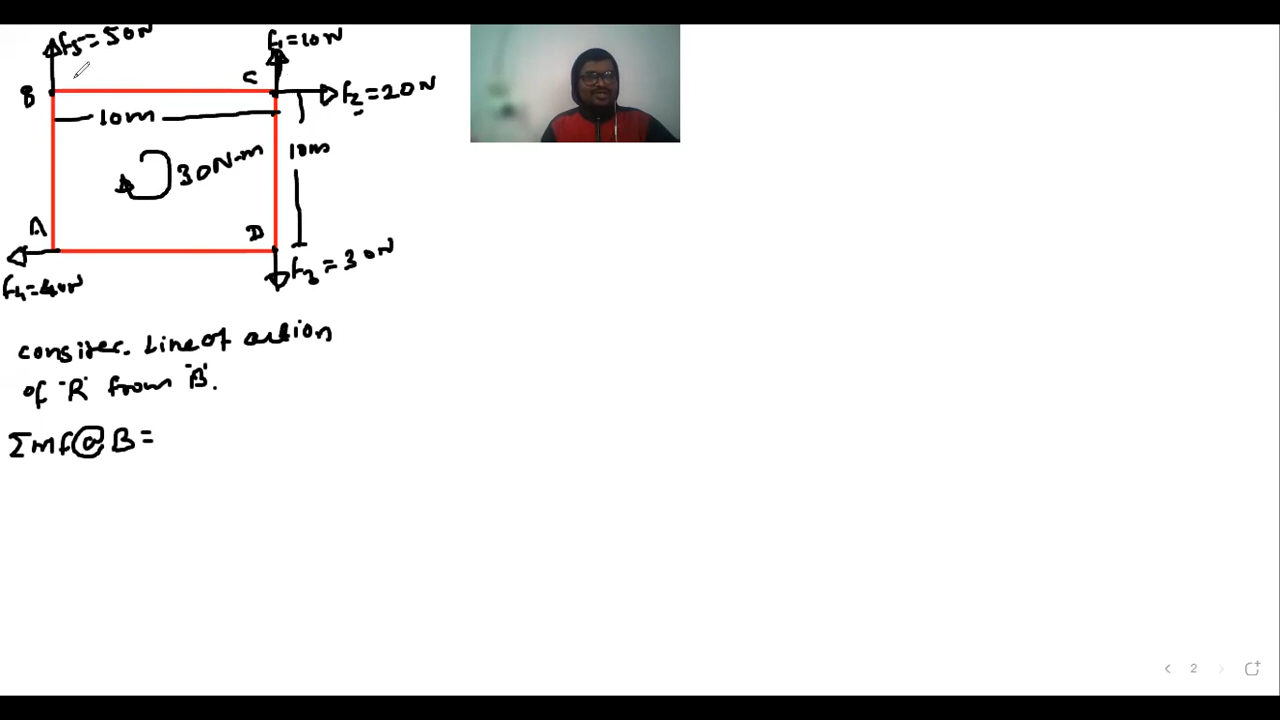 f5=50N
f1=10N
B
C
f2=20N
10m
30N-m
10m
A
D
f3=30N
f4=40N
consiter. Line of action
of "R" from "B".
Σmf@B=
2